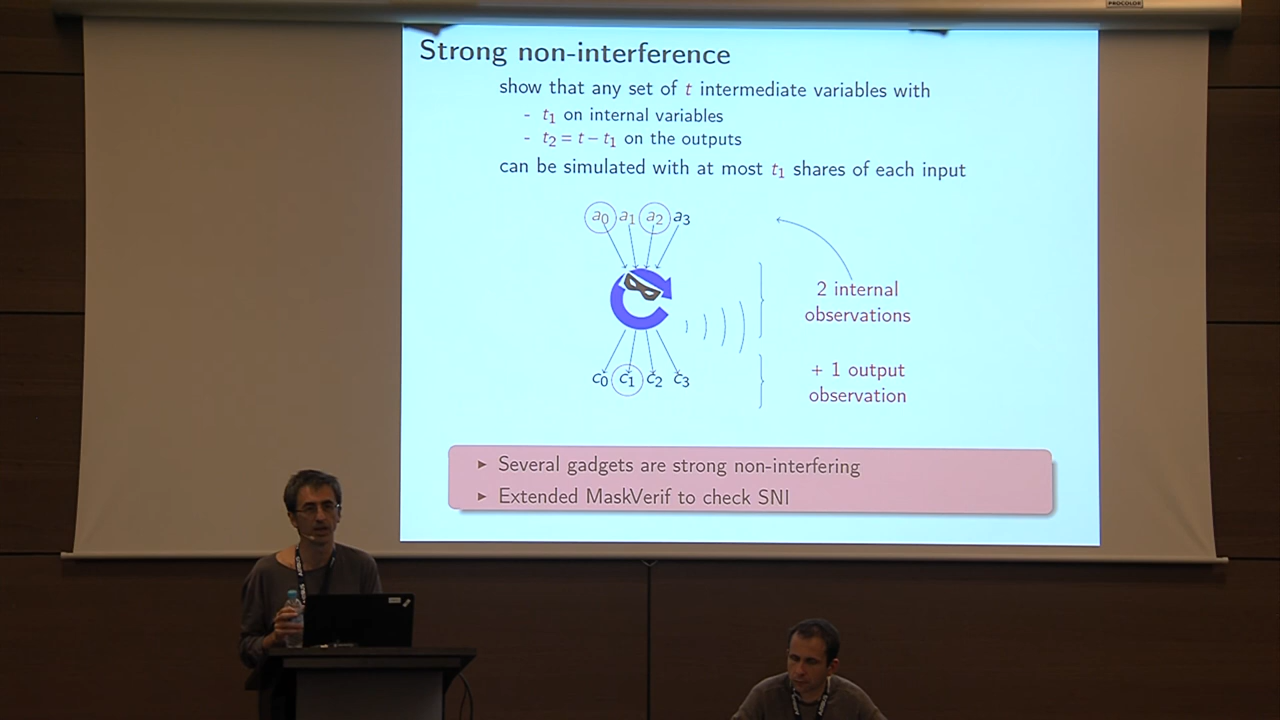 PROCOLOR
Strong non-interference
show that any set of t intermediate variables with
- t₁ on internal variables
- t₂ = t − t₁ on the outputs
can be simulated with at most t₁ shares of each input
a₀ a₁ a₂ a₃
2 internal
observations
c₀ c₁ c₂ c₃
+ 1 output
observation
▸ Several gadgets are strong non-interfering
▸ Extended MaskVerif to check SNI